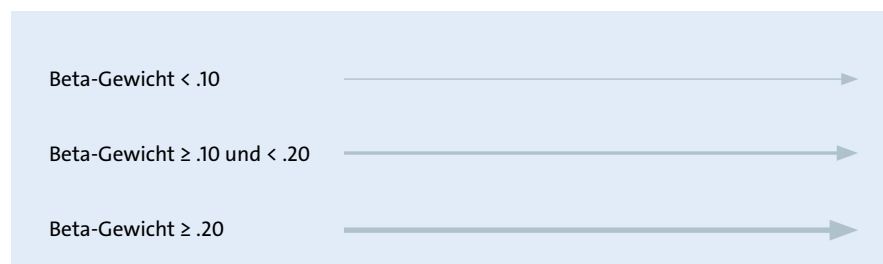 Beta-Gewicht < .10
Beta-Gewicht ≥ .10 und < .20
Beta-Gewicht ≥ .20